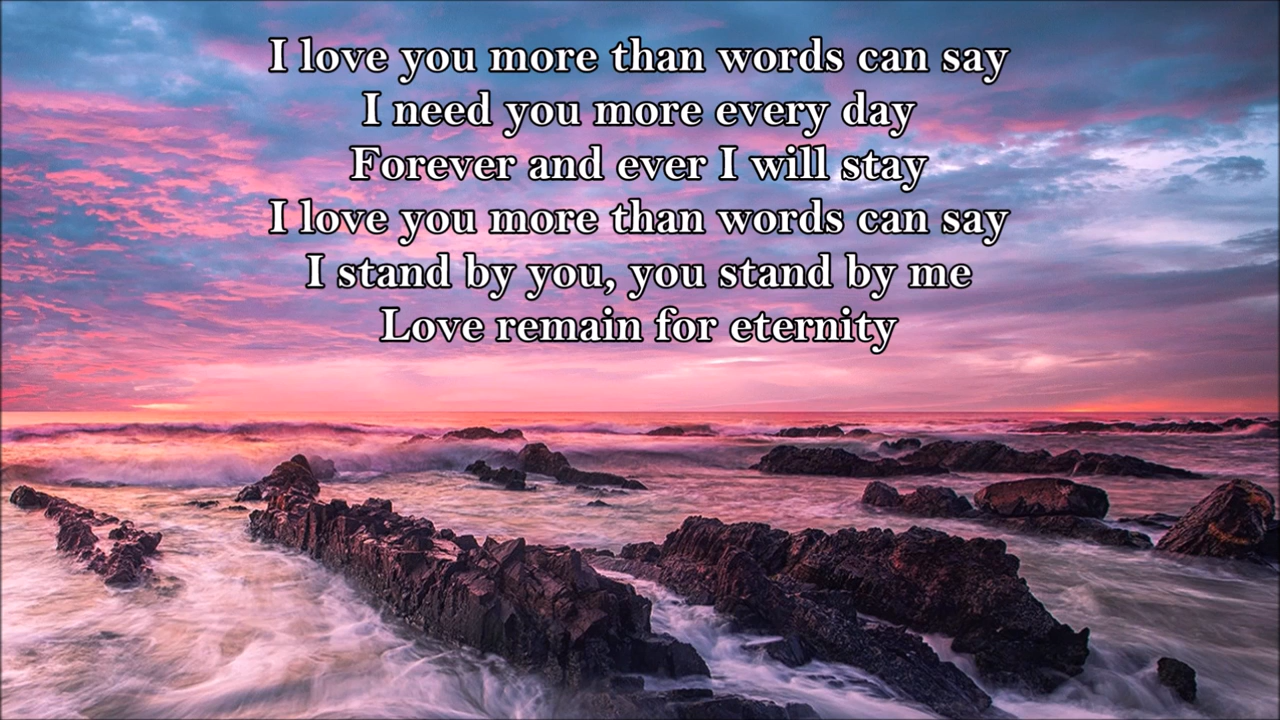 I love you more than words can say
I need you more every day
Forever and ever I will stay
I love you more than words can say
I stand by you, you stand by me
Love remain for eternity